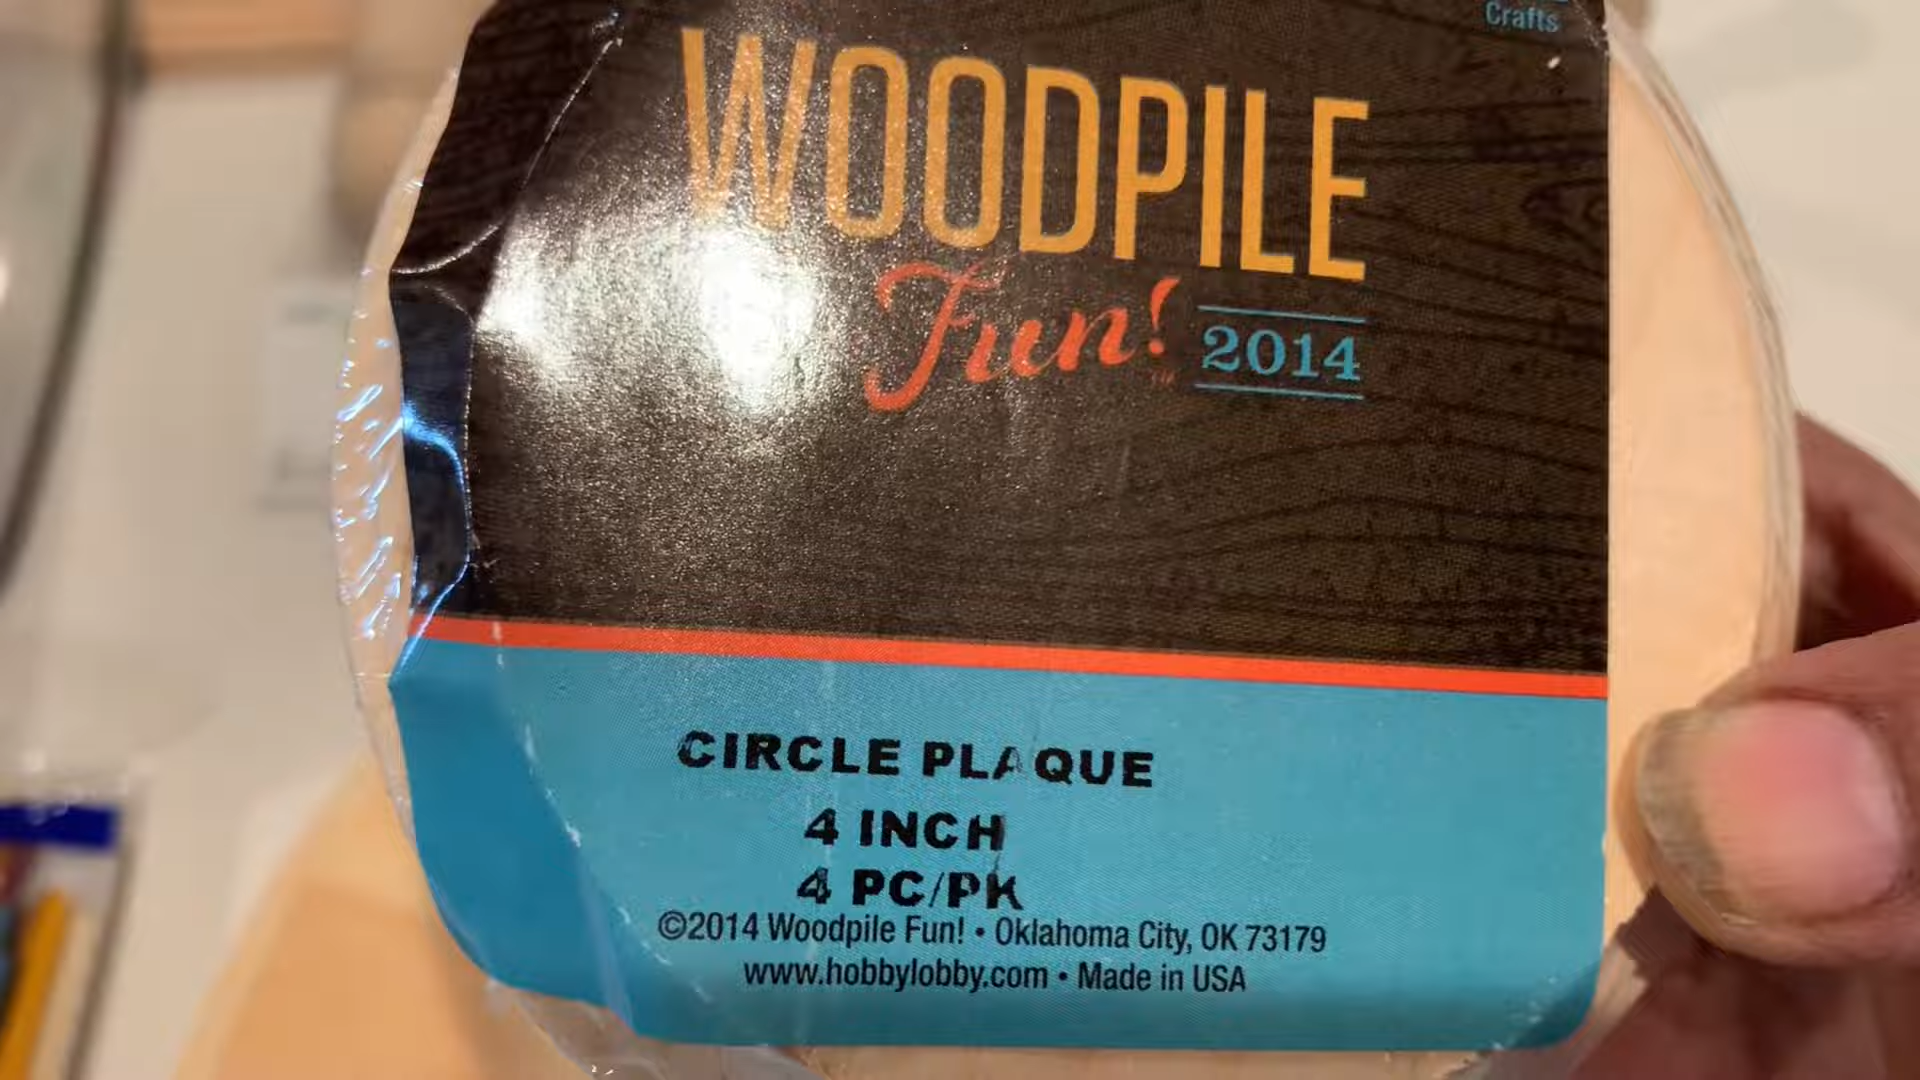 Crafts
WOODPILE
Fun!™ 2014
CIRCLE PLAQUE
4 INCH
4 PC/PK
©2014 Woodpile Fun! • Oklahoma City, OK 73179
www.hobbylobby.com • Made in USA